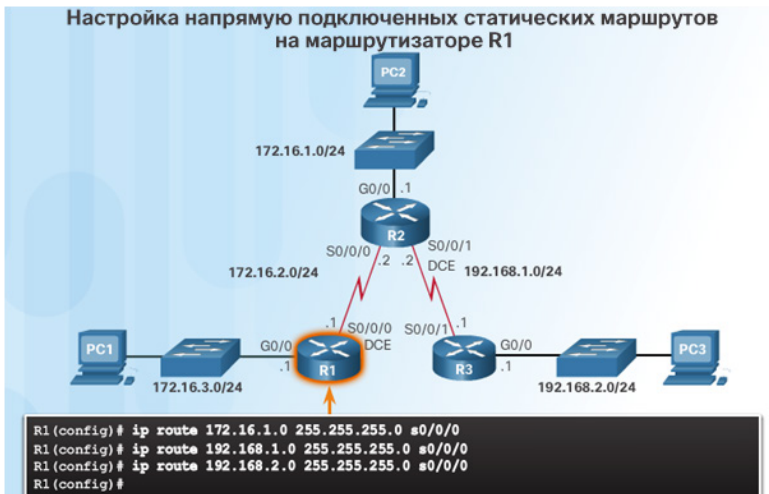 Настройка напрямую подключенных статических маршрутов
на маршрутизаторе R1
PC2
172.16.1.0/24
G0/0 .1
R2
S0/0/0 .2 .2 S0/0/1
DCE
172.16.2.0/24
192.168.1.0/24
.1 S0/0/0
DCE
S0/0/1 .1
PC1
G0/0
.1
R1
R3
G0/0
.1
PC3
172.16.3.0/24
192.168.2.0/24
R1(config)# ip route 172.16.1.0 255.255.255.0 s0/0/0
R1(config)# ip route 192.168.1.0 255.255.255.0 s0/0/0
R1(config)# ip route 192.168.2.0 255.255.255.0 s0/0/0
R1(config)#